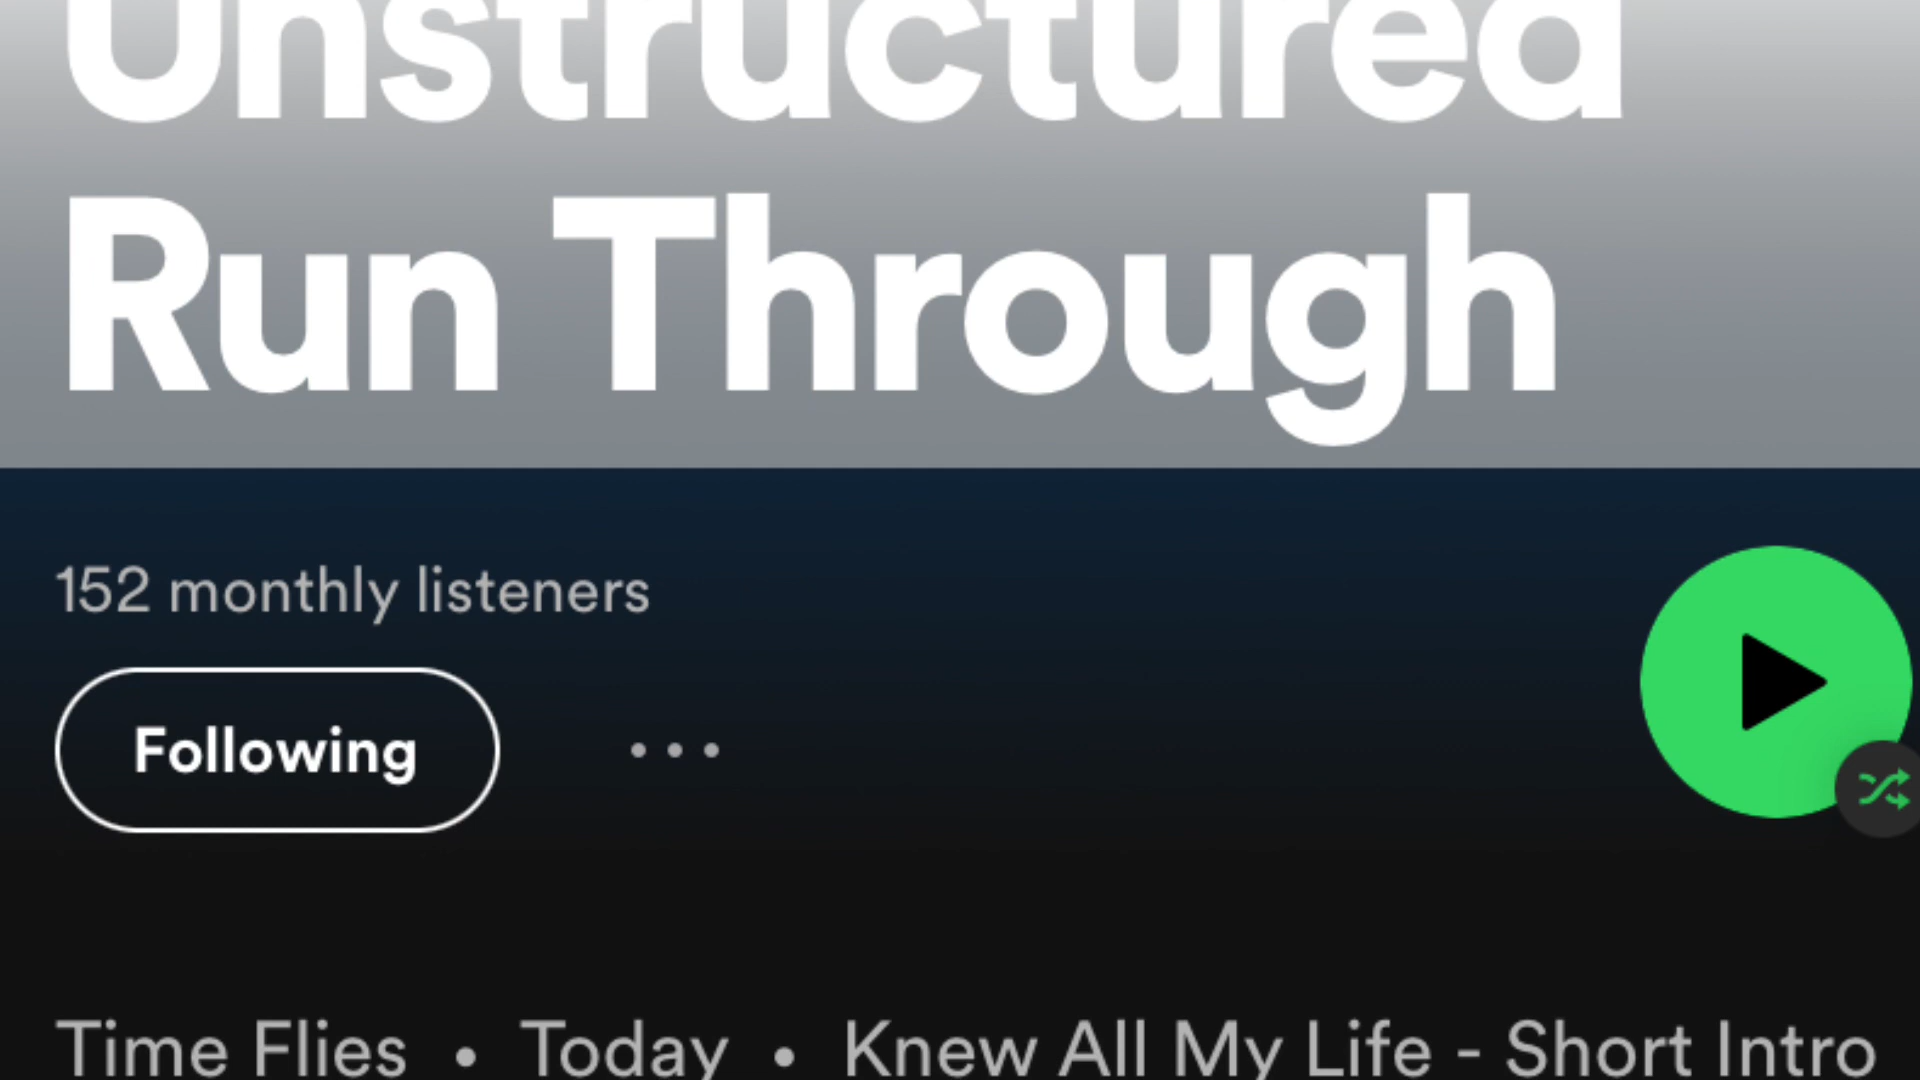 Unstructured
Run Through
152 monthly listeners
Following
Time Flies • Today • Knew All My Life - Short Intro